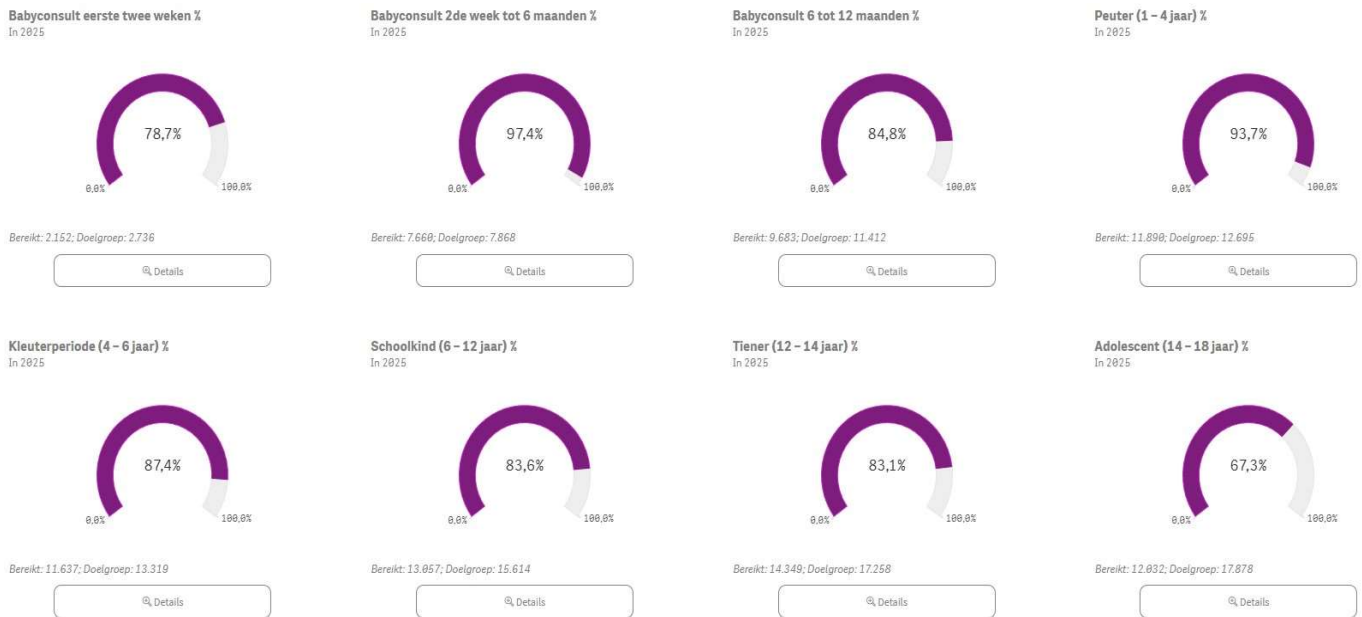 Babyconsult eerste twee weken %
In 2025
78,7%
0,0%
100,0%
Bereikt: 2.152; Doelgroep: 2.736
Details
Babyconsult 2de week tot 6 maanden %
In 2025
97,4%
0,0%
100,0%
Bereikt: 7.660; Doelgroep: 7.868
Details
Babyconsult 6 tot 12 maanden %
In 2025
84,8%
0,0%
100,0%
Bereikt: 9.683; Doelgroep: 11.412
Details
Peuter (1 – 4 jaar) %
In 2025
93,7%
0,0%
100,0%
Bereikt: 11.890; Doelgroep: 12.695
Details
Kleuterperiode (4 – 6 jaar) %
In 2025
87,4%
0,0%
100,0%
Bereikt: 11.637; Doelgroep: 13.319
Details
Schoolkind (6 – 12 jaar) %
In 2025
83,6%
0,0%
100,0%
Bereikt: 13.057; Doelgroep: 15.614
Details
Tiener (12 – 14 jaar) %
In 2025
83,1%
0,0%
100,0%
Bereikt: 14.349; Doelgroep: 17.258
Details
Adolescent (14 – 18 jaar) %
In 2025
67,3%
0,0%
100,0%
Bereikt: 12.032; Doelgroep: 17.878
Details